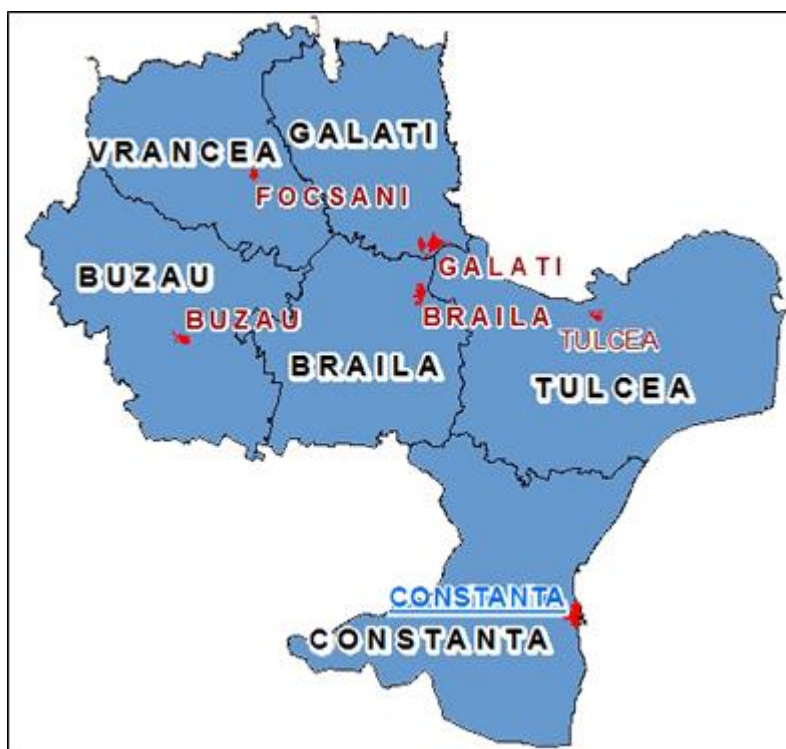 GALATI
VRANCEA
FOCSANI
GALATI
BUZAU
BUZAU
BRAILA
TULCEA
BRAILA
TULCEA
CONSTANTA
CONSTANTA